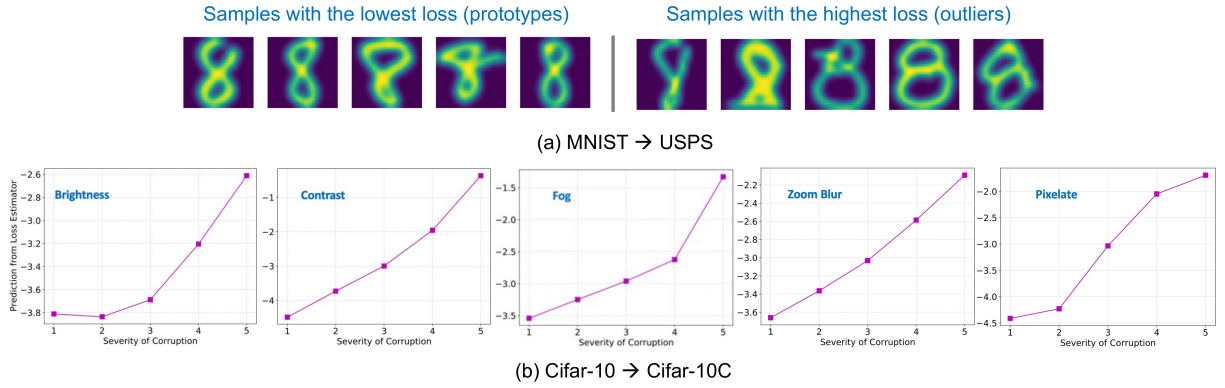 Samples with the lowest loss (prototypes)
Samples with the highest loss (outliers)
(a) MNIST → USPS
Prediction from Loss Estimator
−2.6
−2.8
−3.0
−3.2
−3.4
−3.6
−3.8
Brightness
1 2 3 4 5
Severity of Corruption
−1
−2
−3
−4
Contrast
1 2 3 4 5
Severity of Corruption
−1.5
−2.0
−2.5
−3.0
−3.5
Fog
1 2 3 4 5
Severity of Corruption
−2.2
−2.4
−2.6
−2.8
−3.0
−3.2
−3.4
−3.6
Zoom Blur
1 2 3 4 5
Severity of Corruption
−2.0
−2.5
−3.0
−3.5
−4.0
−4.5
Pixelate
1 2 3 4 5
Severity of Corruption
(b) Cifar-10 → Cifar-10C